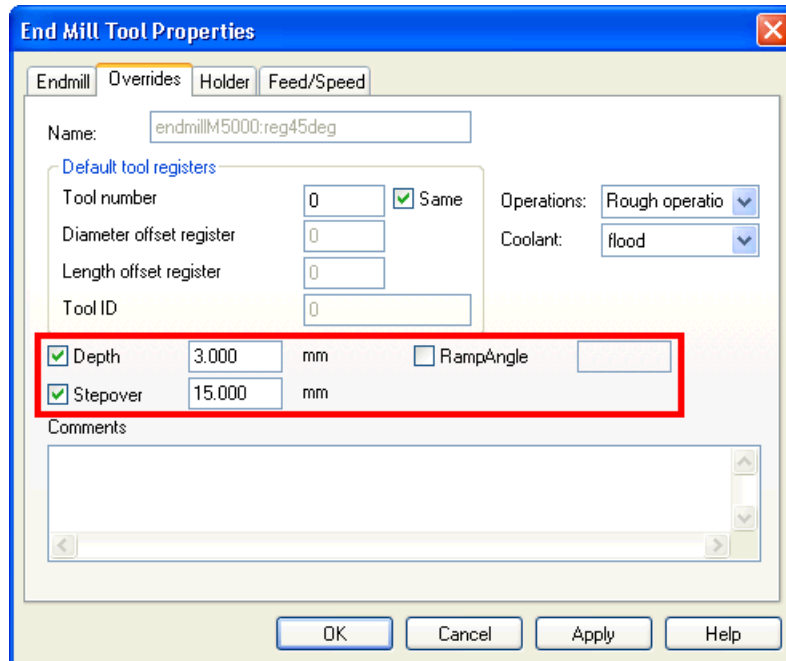 End Mill Tool Properties
Endmill Overrides Holder Feed/Speed
Name: endmillM5000:reg45deg
Default tool registers
Tool number 0 Same Operations: Rough operatio
Diameter offset register 0 Coolant: flood
Length offset register 0
Tool ID 0
Depth 3.000 mm RampAngle
Stepover 15.000 mm
Comments
OK Cancel Apply Help